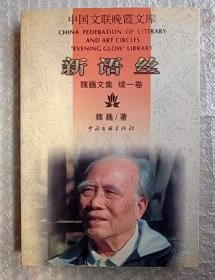 中国文联晚霞文库
CHINA FEDERATION OF LITERARY
AND ART CIRCLES
"EVENING GLOW" LIBRARY
新语丝
魏巍文集 续一卷
魏巍/著
中国文联出版社